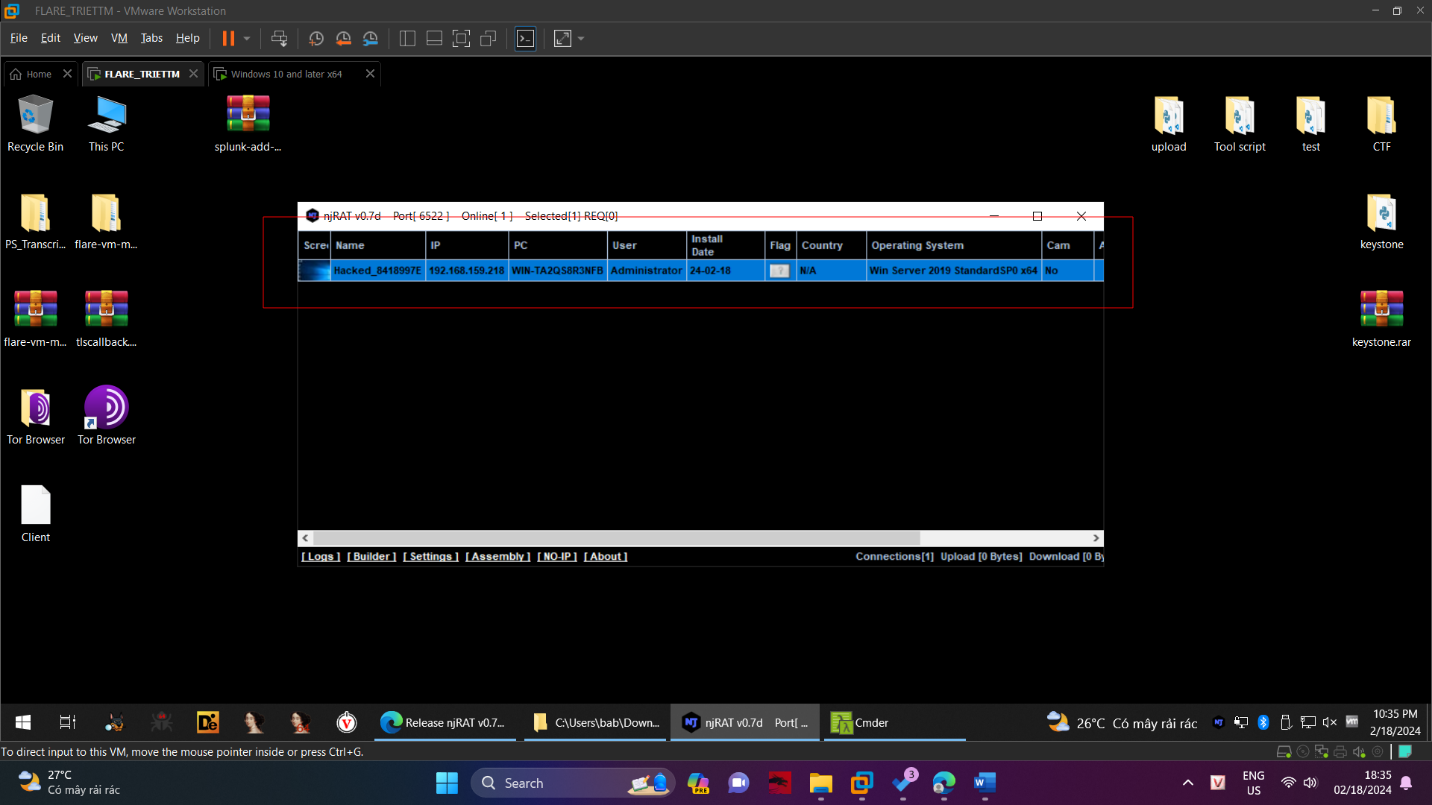 FLARE_TRIETTM - VMware Workstation
File Edit View VM Tabs Help
Home FLARE_TRIETTM Windows 10 and later x64
Recycle Bin This PC splunk-add-... upload Tool script test CTF
PS_Transcri... flare-vm-m... keystone
flare-vm-m... tlscallback.... keystone.rar
Tor Browser Tor Browser
Client
njRAT v0.7d Port[ 6522 ] Online[ 1 ] Selected[1] REQ[0]
Scree Name IP PC User Install Date Flag Country Operating System Cam A
Hacked_8418997E 192.168.159.218 WIN-TA2QS8R3NFB Administrator 24-02-18 N/A Win Server 2019 StandardSP0 x64 No
[ Logs ] [ Builder ] [ Settings ] [ Assembly ] [ NO-IP ] [ About ] Connections[1] Upload [0 Bytes] Download [0 By
Release njRAT v0.7... C:\Users\bab\Down... njRAT v0.7d Port[ ... Cmder 26°C Có mây rải rác 10:35 PM
2/18/2024
To direct input to this VM, move the mouse pointer inside or press Ctrl+G.
27°C
Có mây rải rác
Search
PRE
3
V
ENG
US
18:35
02/18/2024